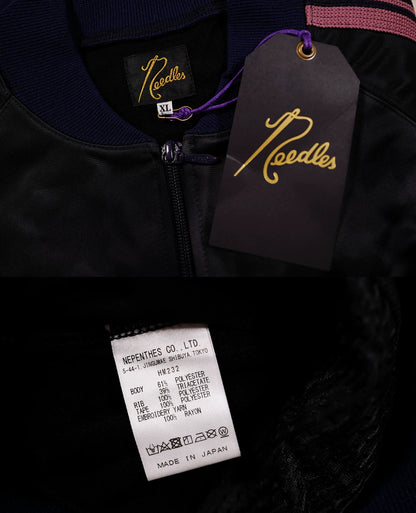 Needles
XL
Needles
NEPENTHES CO.,LTD.
5-44-1 JINGUMAE SHIBUYA TOKYO
HM232
BODY 61% POLYESTER
39% TRIACETATE
RIB 100% POLYESTER
TAPE 100% POLYESTER
EMBROIDERY YARN
100% RAYON
MADE IN JAPAN